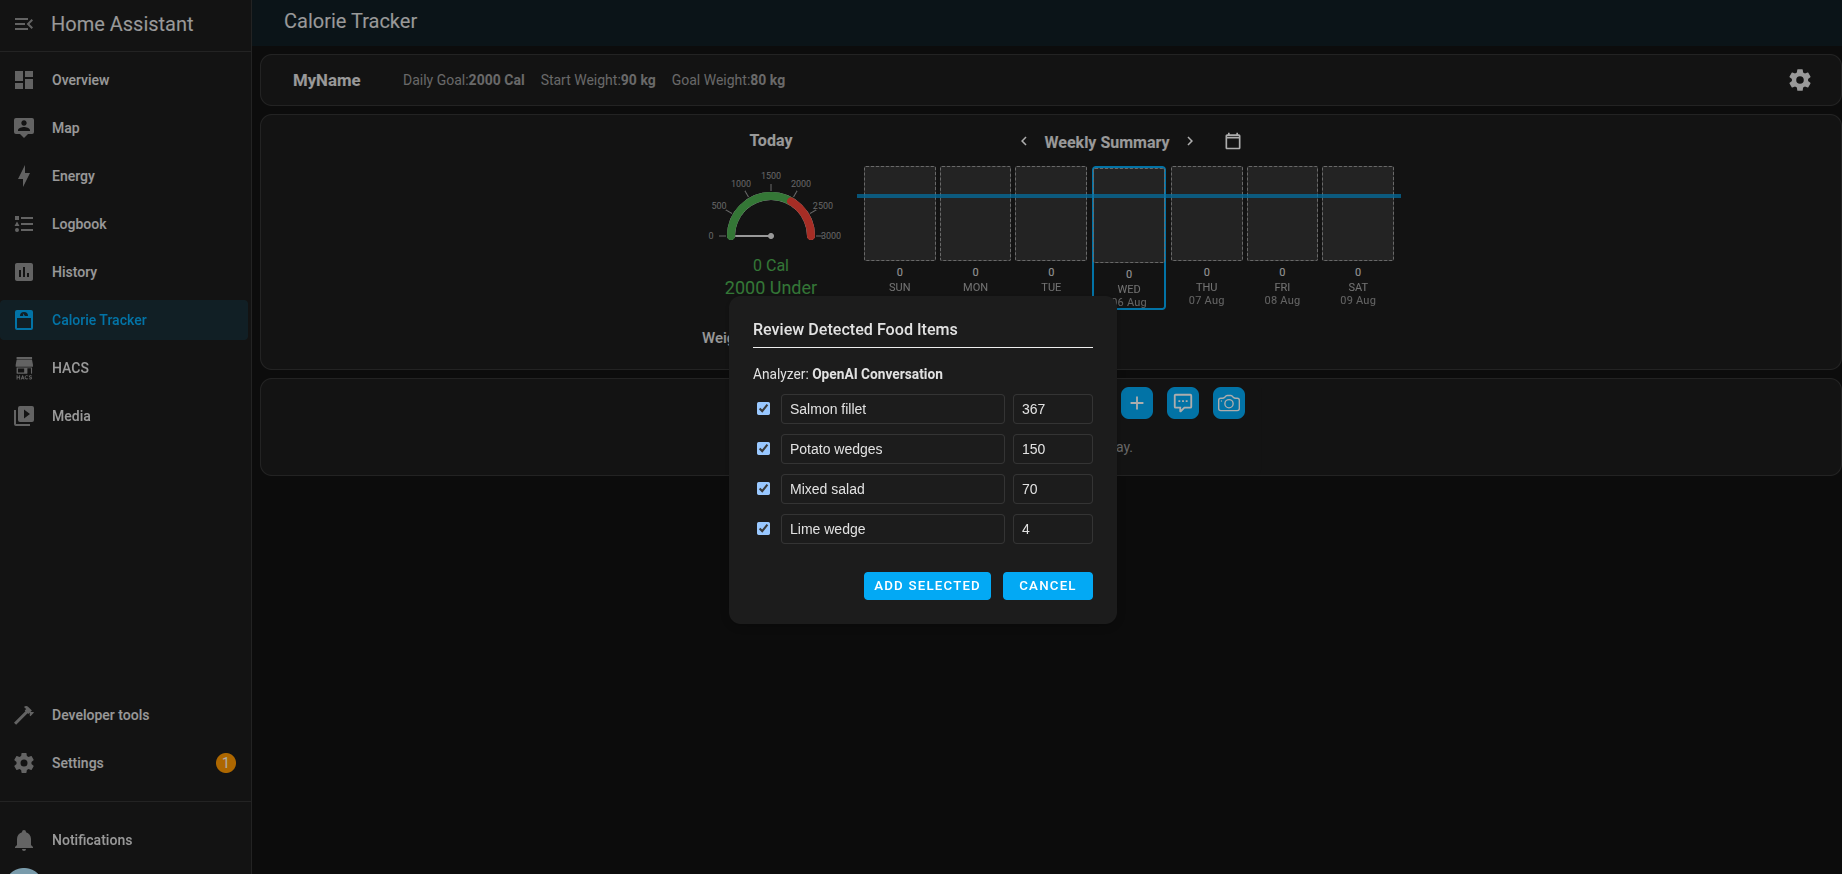 Home Assistant
Overview
Map
Energy
Logbook
History
Calorie Tracker
HACS
HACS
Media
Developer tools
Settings
1
Notifications
Calorie Tracker
MyName Daily Goal:2000 Cal Start Weight:90 kg Goal Weight:80 kg
Today
0 500 1000 1500 2000 2500 3000
0 Cal
2000 Under
Weekly Summary
0 0 0 0 0 0 0
SUN MON TUE WED THU FRI SAT
06 Aug 07 Aug 08 Aug 09 Aug
Review Detected Food Items
Analyzer: OpenAI Conversation
Salmon fillet 367
Potato wedges 150
Mixed salad 70
Lime wedge 4
ADD SELECTED CANCEL